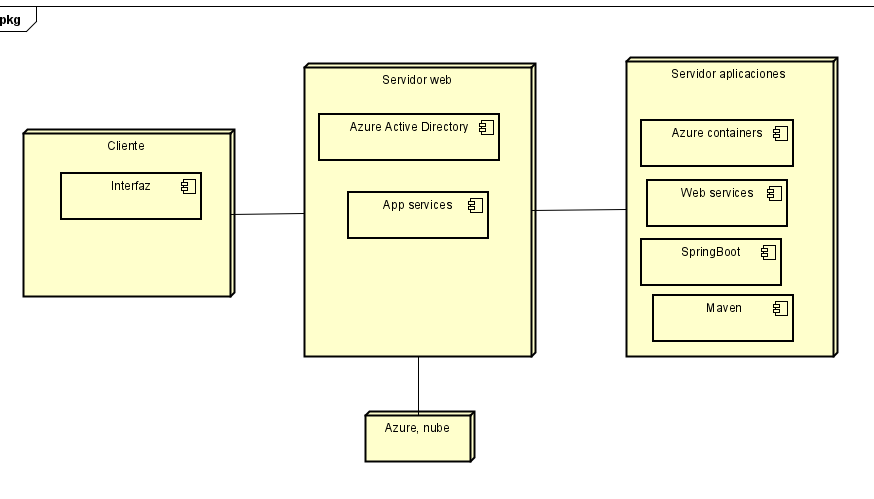 pkg
Cliente
Interfaz
Servidor web
Azure Active Directory
App services
Servidor aplicaciones
Azure containers
Web services
SpringBoot
Maven
Azure, nube